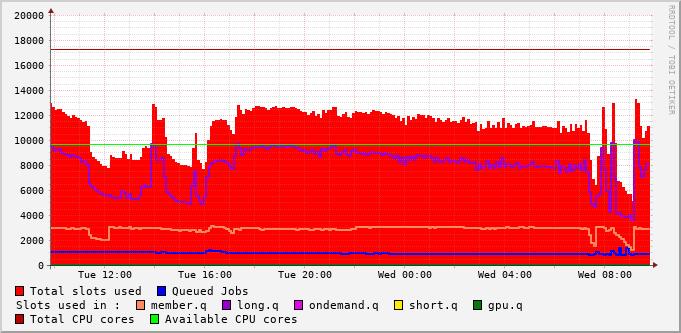 RRDTOOL / TOBI OETIKER
20000
18000
16000
14000
12000
10000
8000
6000
4000
2000
0
Tue 12:00 Tue 16:00 Tue 20:00 Wed 00:00 Wed 04:00 Wed 08:00
Total slots used Queued Jobs
Slots used in : member.q long.q ondemand.q short.q gpu.q
Total CPU cores Available CPU cores